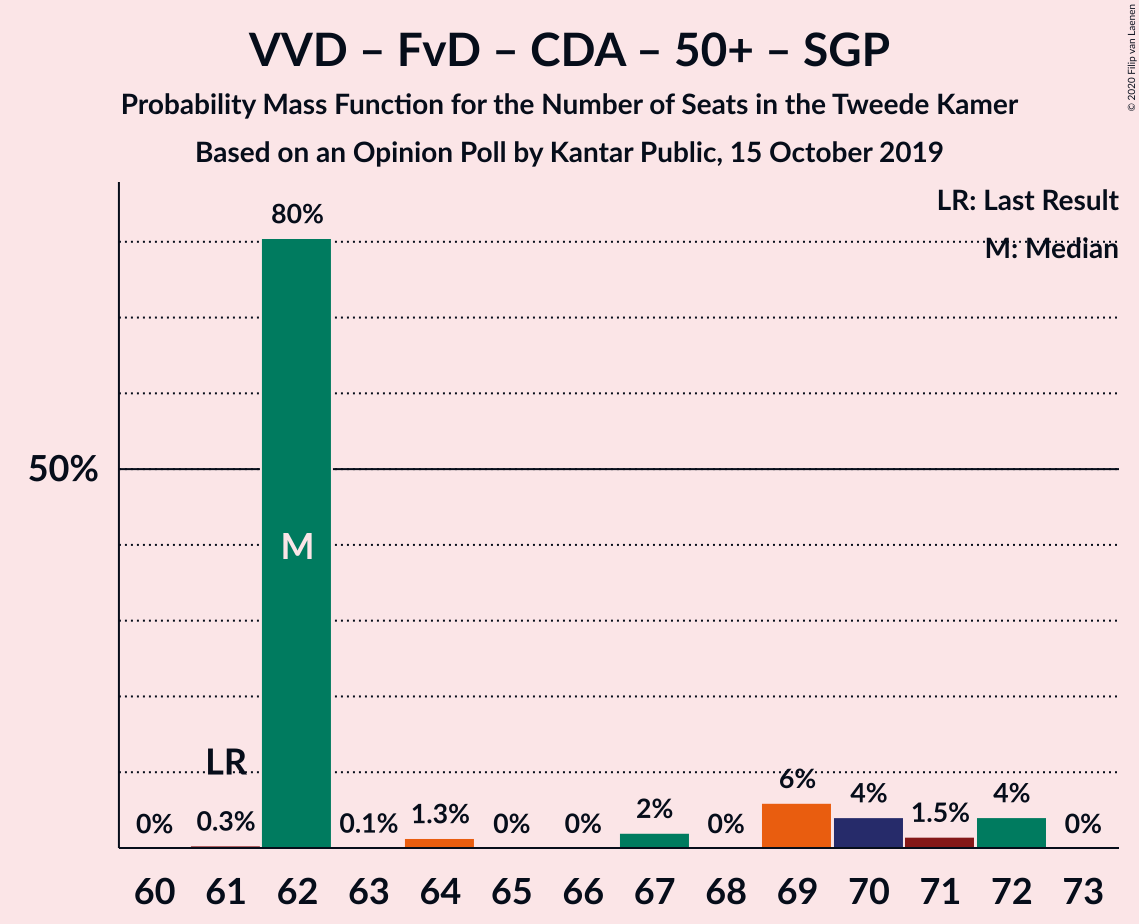 VVD – FvD – CDA – 50+ – SGP
Probability Mass Function for the Number of Seats in the Tweede Kamer
Based on an Opinion Poll by Kantar Public, 15 October 2019
© 2020 Filip van Laenen
LR: Last Result
M: Median
80%
50%
M
LR
0% 0.3% 0.1% 1.3% 0% 0% 2% 0% 6% 4% 1.5% 4% 0%
60 61 62 63 64 65 66 67 68 69 70 71 72 73